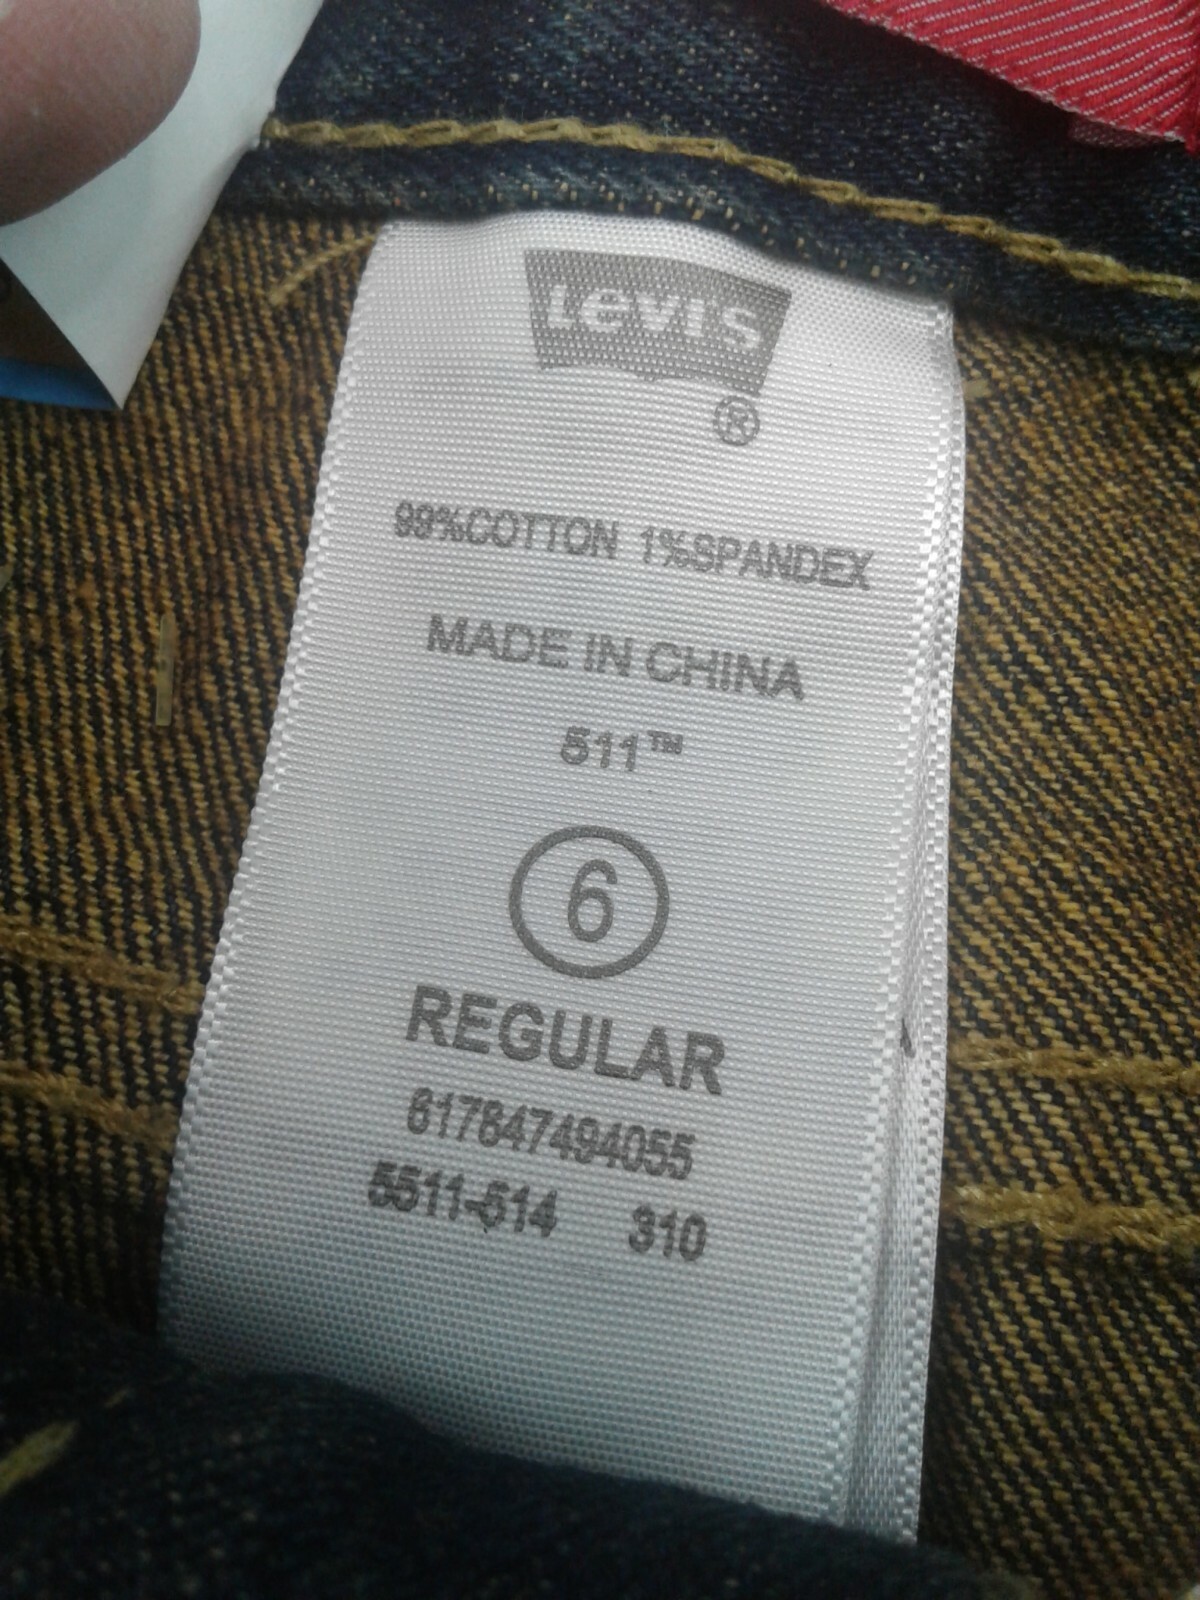 Levi's
®
99%COTTON 1%SPANDEX
MADE IN CHINA
511™
6
REGULAR
617847494055
5511-514 310